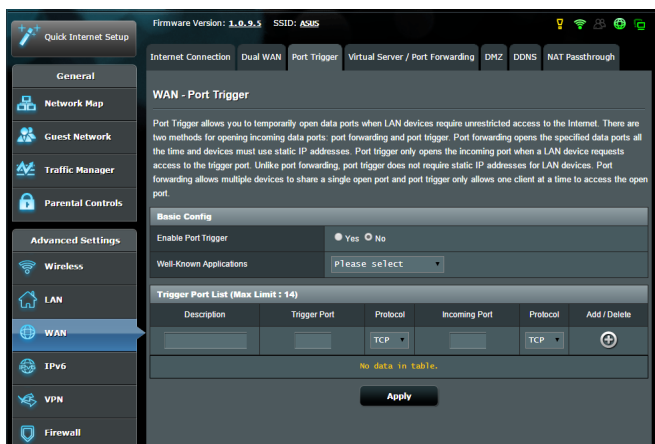 Quick Internet Setup
General
Network Map
Guest Network
Traffic Manager
Parental Controls
Advanced Settings
Wireless
LAN
WAN
IPv6
VPN
Firewall
Firmware Version: 1.0.9.5 SSID: ASUS
Internet Connection Dual WAN Port Trigger Virtual Server / Port Forwarding DMZ DDNS NAT Passthrough
WAN - Port Trigger
Port Trigger allows you to temporarily open data ports when LAN devices require unrestricted access to the Internet. There are
two methods for opening incoming data ports: port forwarding and port trigger. Port forwarding opens the specified data ports all
the time and devices must use static IP addresses. Port trigger only opens the incoming port when a LAN device requests
access to the trigger port. Unlike port forwarding, port trigger does not require static IP addresses for LAN devices. Port
forwarding allows multiple devices to share a single open port and port trigger only allows one client at a time to access the open
port.
Basic Config
Enable Port Trigger Yes No
Well-Known Applications Please select
Trigger Port List (Max Limit : 14)
Description Trigger Port Protocol Incoming Port Protocol Add / Delete
TCP TCP
No data in table.
Apply